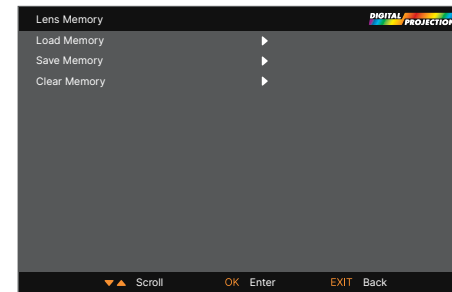 Lens Memory
DIGITAL
PROJECTION
Load Memory
Save Memory
Clear Memory
Scroll OK Enter EXIT Back